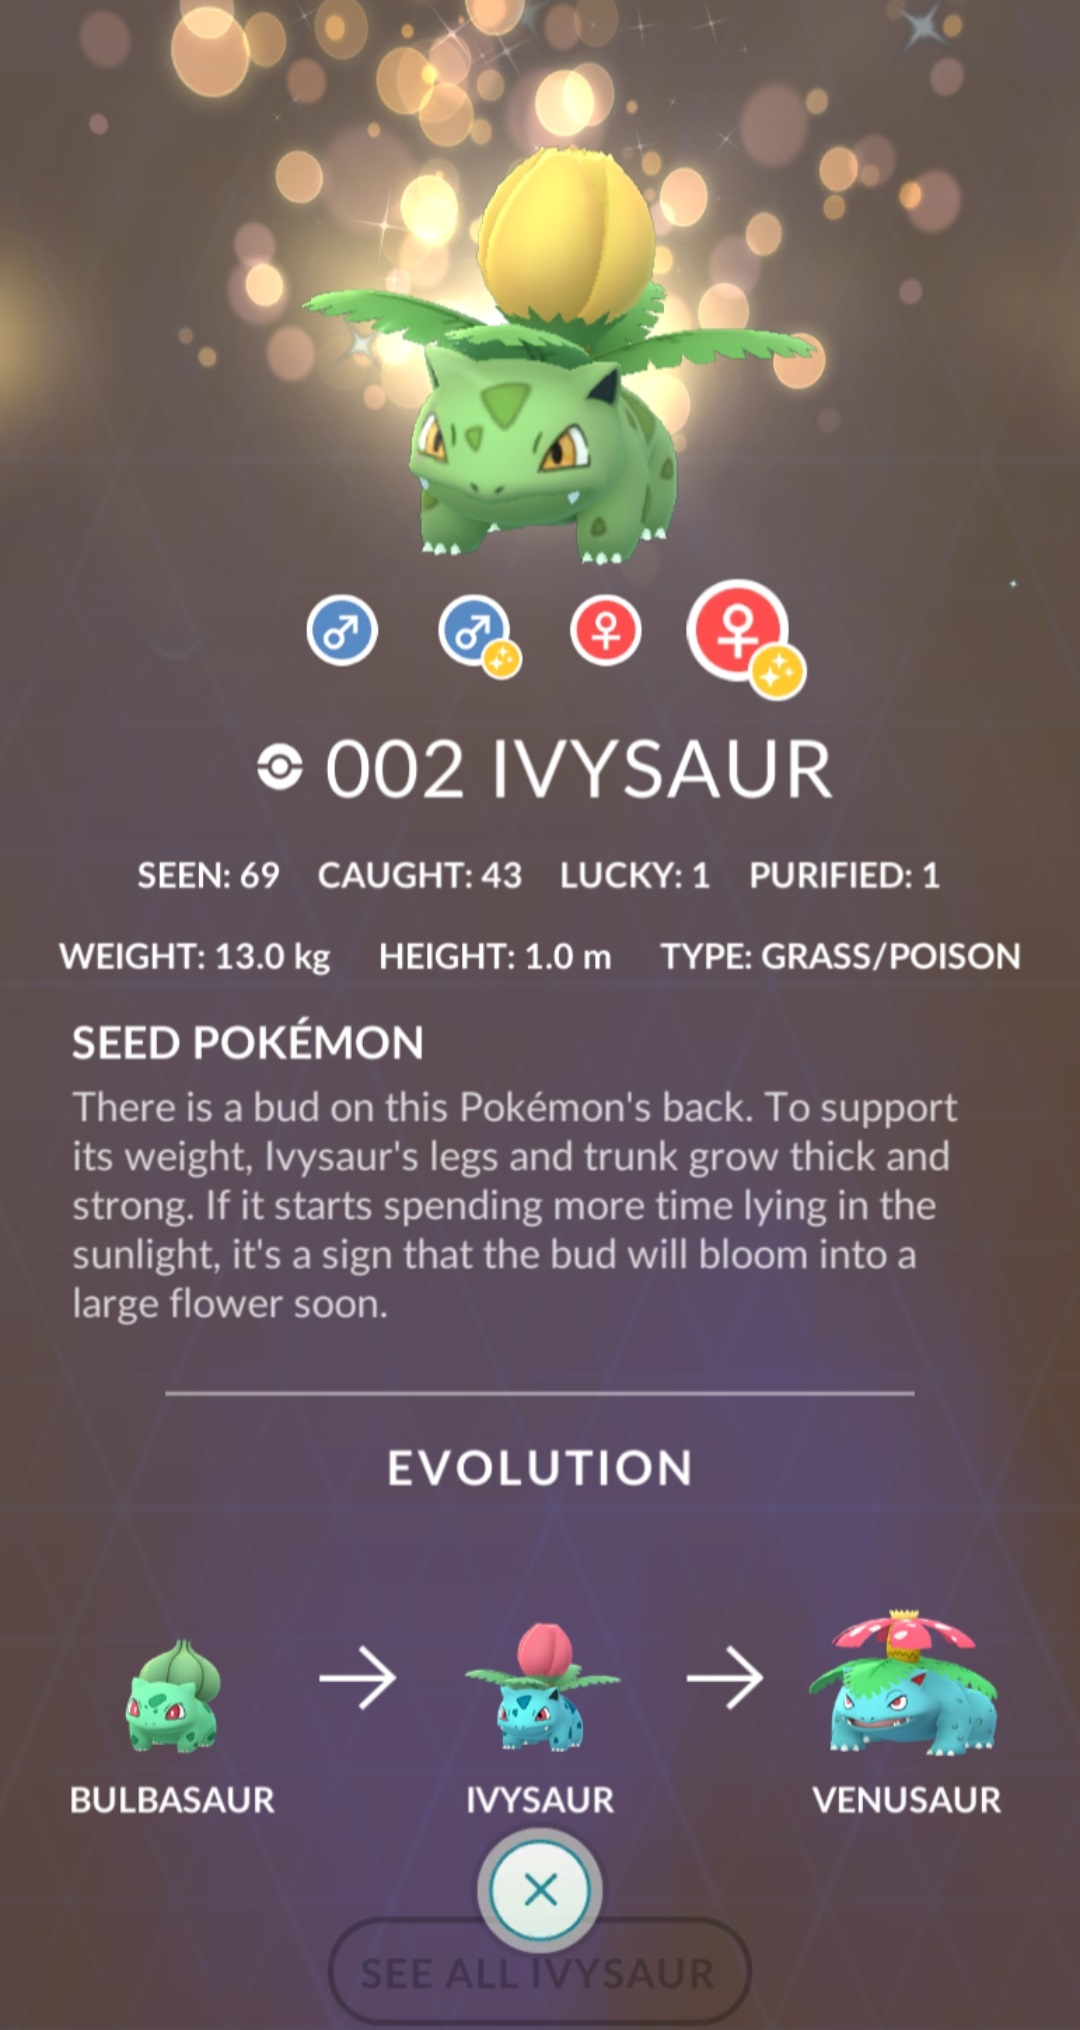 002 IVYSAUR
SEEN: 69 CAUGHT: 43 LUCKY: 1 PURIFIED: 1
WEIGHT: 13.0 kg HEIGHT: 1.0 m TYPE: GRASS/POISON
SEED POKÉMON
There is a bud on this Pokémon's back. To support
its weight, Ivysaur's legs and trunk grow thick and
strong. If it starts spending more time lying in the
sunlight, it's a sign that the bud will bloom into a
large flower soon.
EVOLUTION
BULBASAUR IVYSAUR VENUSAUR
SEE ALL IVYSAUR